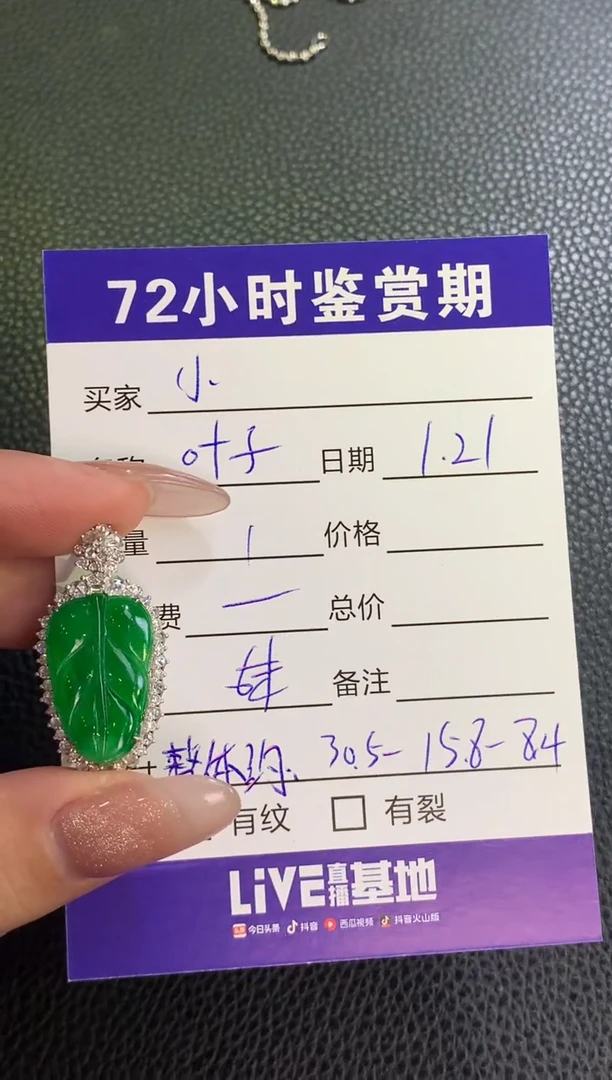 72小时鉴赏期
买家 小
叶子 日期 1.21
量 1 价格
费 一 总价
备注
整体 30.5-15.8-8.4
有纹 □ 有裂
LiVE直播基地
今日头条 抖音 西瓜视频 抖音火山版